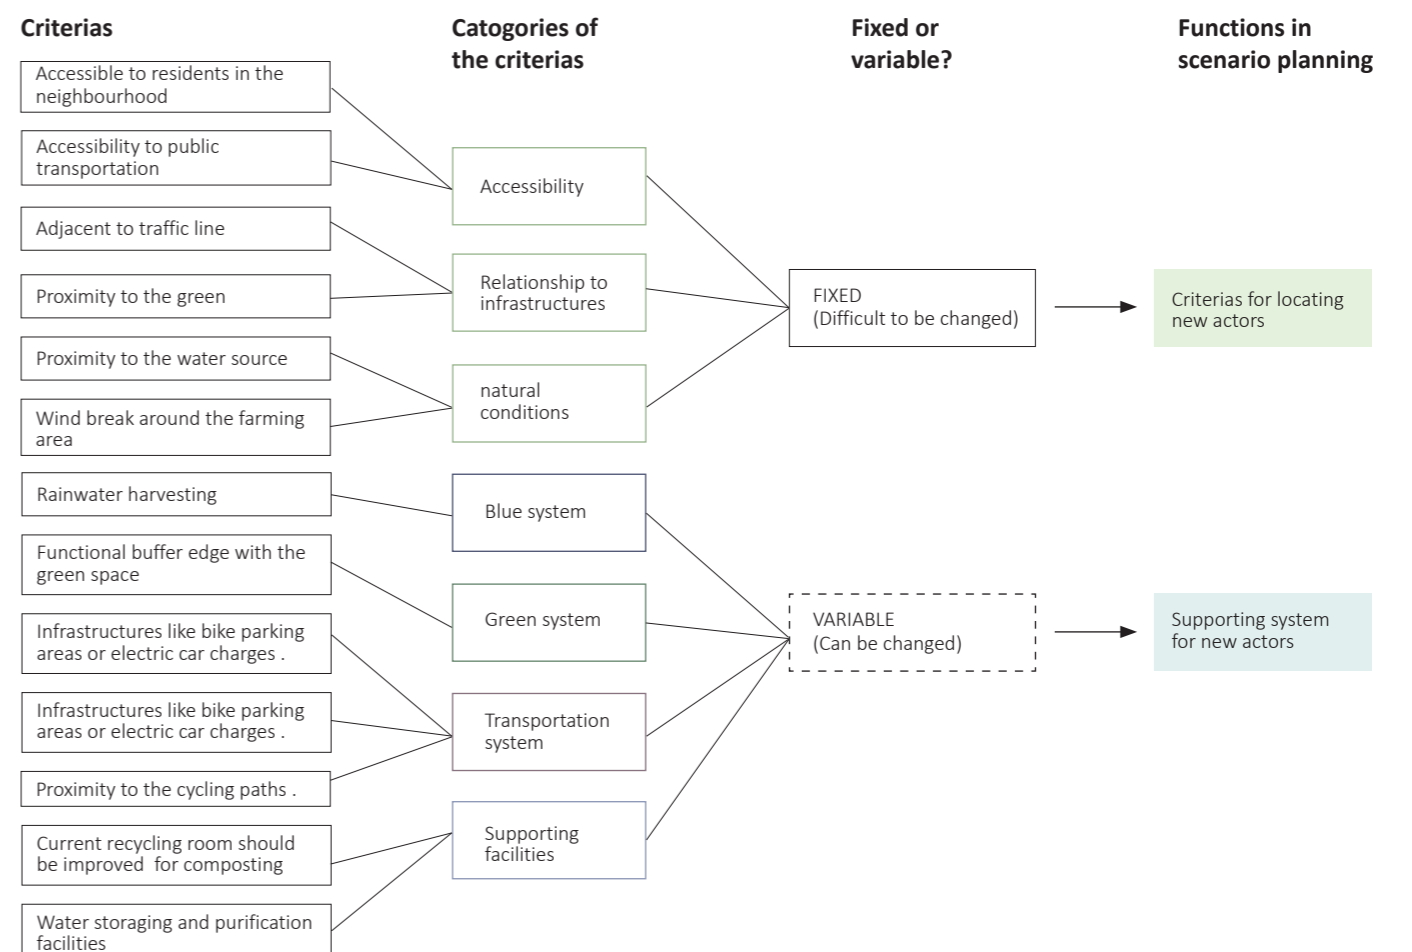 Criterias
Catogories of
the criterias
Fixed or
variable?
Functions in
scenario planning
Accessible to residents in the
neighbourhood
Accessibility to public
transportation
Adjacent to traffic line
Proximity to the green
Proximity to the water source
Wind break around the farming
area
Rainwater harvesting
Functional buffer edge with the
green space
Infrastructures like bike parking
areas or electric car charges .
Infrastructures like bike parking
areas or electric car charges .
Proximity to the cycling paths .
Current recycling room should
be improved  for composting
Water storaging and purification
facilities
Accessibility
Relationship to
infrastructures
natural
conditions
Blue system
Green system
Transportation
system
Supporting
facilities
FIXED
(Difficult to be changed)
VARIABLE
(Can be changed)
Criterias for locating
new actors
Supporting system
for new actors